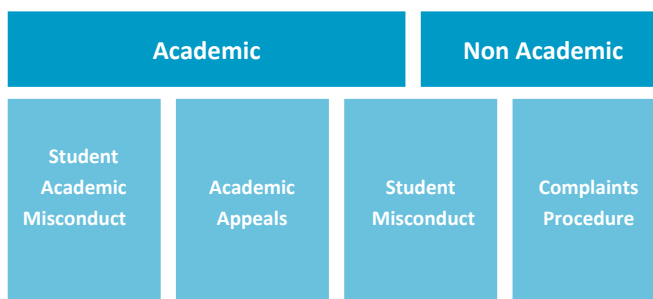 Academic
Non Academic
Student
Academic
Misconduct
Academic
Appeals
Student
Misconduct
Complaints
Procedure